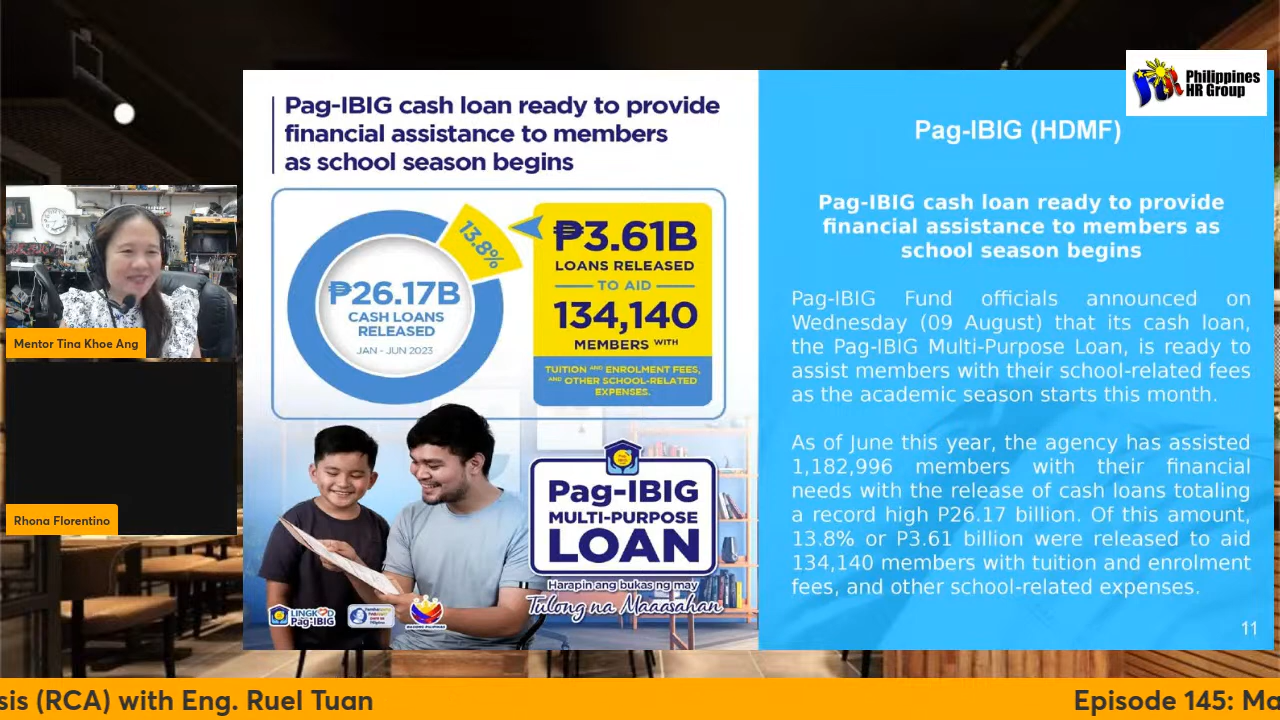 Philippines
HR Group
Pag-IBIG cash loan ready to provide
financial assistance to members
as school season begins
13.8%
₱26.17B
CASH LOANS
RELEASED
JAN - JUN 2023
₱3.61B
LOANS RELEASED
TO AID
134,140
MEMBERS WITH
TUITION AND ENROLMENT FEES,
AND OTHER SCHOOL-RELATED
EXPENSES.
Pag-IBIG
MULTI-PURPOSE
LOAN
Harapin ang bukas ng may
Tulong na Maaasahan
LINGKOD
Pag-IBIG
Pag-IBIG (HDMF)
Pag-IBIG cash loan ready to provide
financial assistance to members as
school season begins
Pag-IBIG Fund officials announced on
Wednesday (09 August) that its cash loan,
the Pag-IBIG Multi-Purpose Loan, is ready to
assist members with their school-related fees
as the academic season starts this month.
As of June this year, the agency has assisted
1,182,996 members with their financial
needs with the release of cash loans totaling
a record high P26.17 billion. Of this amount,
13.8% or P3.61 billion were released to aid
134,140 members with tuition and enrolment
fees, and other school-related expenses.
11
Mentor Tina Khoe Ang
Rhona Florentino
sis (RCA) with Eng. Ruel Tuan
Episode 145: Ma